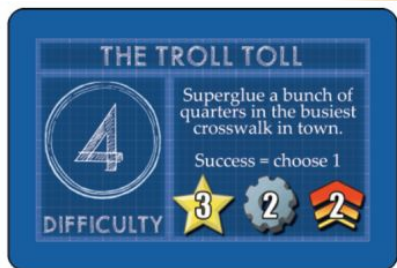 THE TROLL TOLL
4
DIFFICULTY
Superglue a bunch of
quarters in the busiest
crosswalk in town.
Success = choose 1
3 2 2